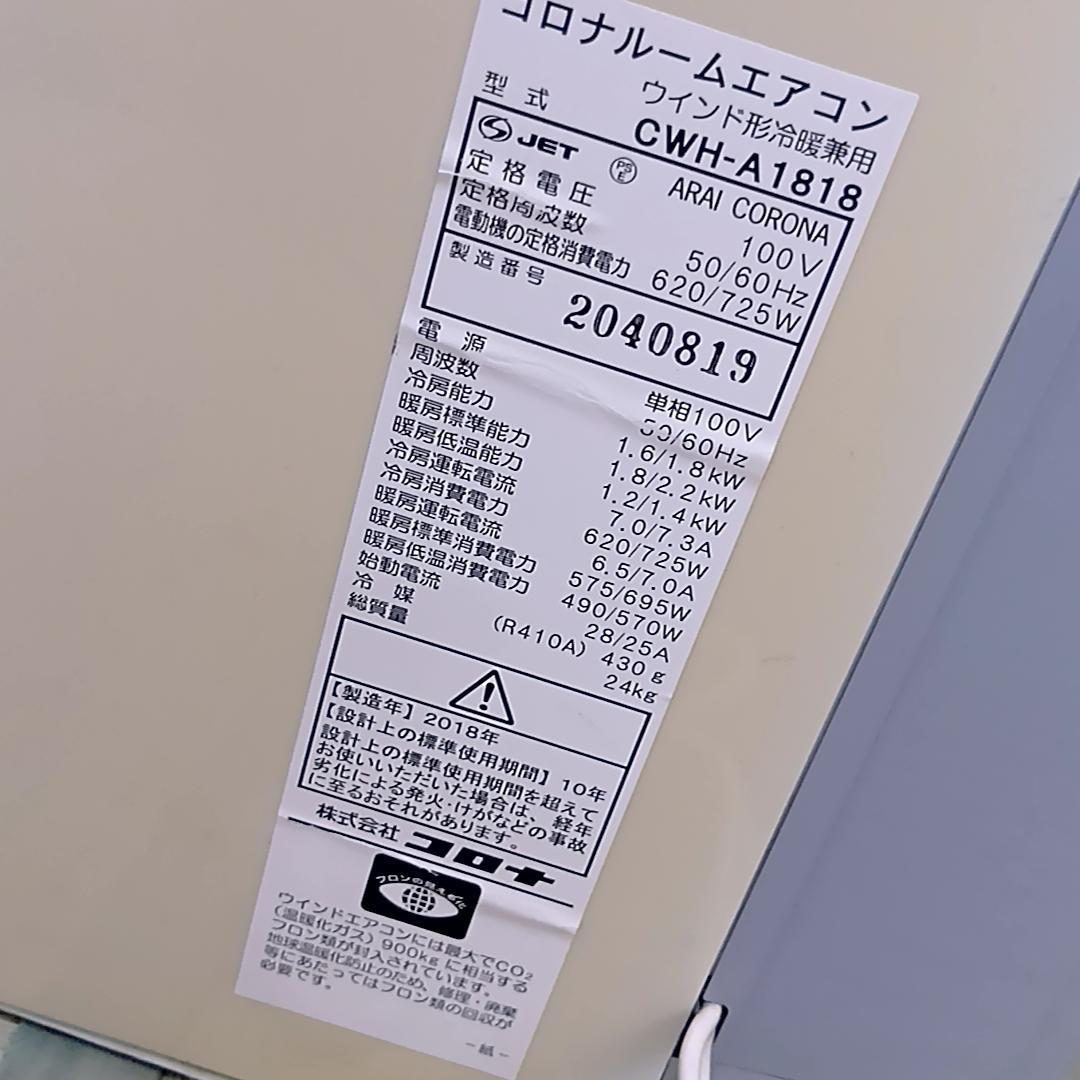 コロナルームエアコン
ウインド形冷暖兼用
型式 CWH-A1818
JET PSE ARAI CORONA
定格電圧 100V
定格周波数 50/60Hz
電動機の定格消費電力 620/725W
製造番号 2040819
電源 単相100V
周波数 50/60Hz
冷房能力 1.6/1.8kW
暖房標準能力 1.8/2.2kW
暖房低温能力 1.2/1.4kW
冷房運転電流 7.0/7.3A
冷房消費電力 620/725W
暖房運転電流 6.5/7.0A
暖房標準消費電力 575/695W
暖房低温消費電力 490/570W
始動電流 28/25A
冷媒 (R410A) 430g
総質量 24kg
【製造年】2018年
【設計上の標準使用期間】10年
設計上の標準使用期間を超えて
お使いいただいた場合は、経年
劣化による発火・けがなどの事故
に至るおそれがあります。
株式会社 コロナ
フロンの見える化
ウインドエアコンには最大でCO₂
(温暖化ガス)900kgに相当する
フロン類が封入されています。
地球温暖化防止のため、修理・廃棄
等にあたってはフロン類の回収が
必要です。
-紙-